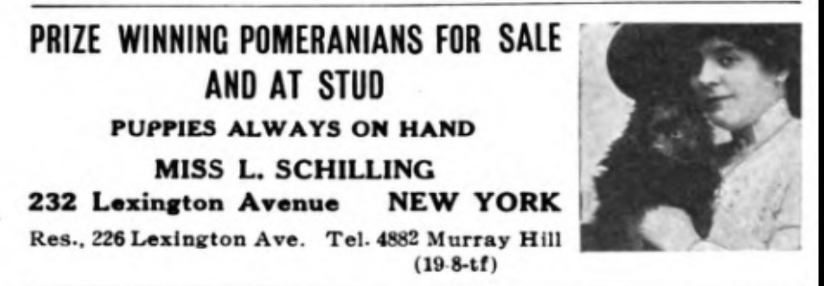 PRIZE WINNING POMERANIANS FOR SALE
AND AT STUD
PUPPIES ALWAYS ON HAND
MISS L. SCHILLING
232 Lexington Avenue NEW YORK
Res., 226 Lexington Ave. Tel. 4882 Murray Hill
(19-8-tf)